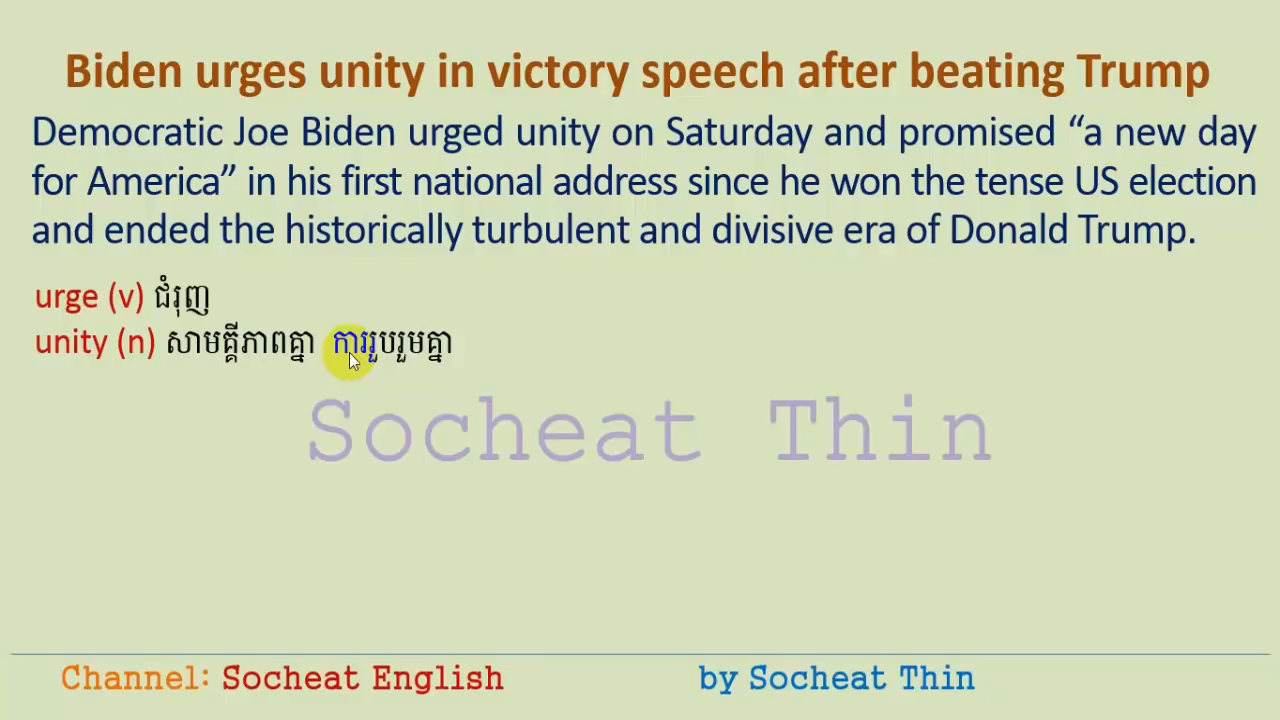 Biden urges unity in victory speech after beating Trump
Democratic Joe Biden urged unity on Saturday and promised “a new day
for America” in his first national address since he won the tense US election
and ended the historically turbulent and divisive era of Donald Trump.
urge (v) ជំរុញ
unity (n) សាមគ្គីភាពគ្នា ការរួបរួមគ្នា
Socheat Thin
Channel: Socheat English by Socheat Thin